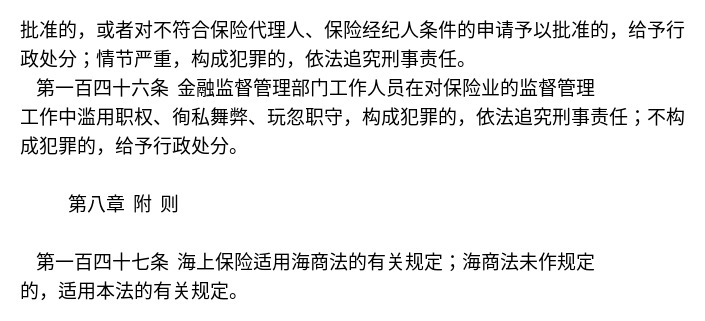 批准的，或者对不符合保险代理人、保险经纪人条件的申请予以批准的，给予行
政处分；情节严重，构成犯罪的，依法追究刑事责任。
第一百四十六条 金融监督管理部门工作人员在对保险业的监督管理
工作中滥用职权、徇私舞弊、玩忽职守，构成犯罪的，依法追究刑事责任；不构
成犯罪的，给予行政处分。
第八章 附 则
第一百四十七条 海上保险适用海商法的有关规定；海商法未作规定
的，适用本法的有关规定。